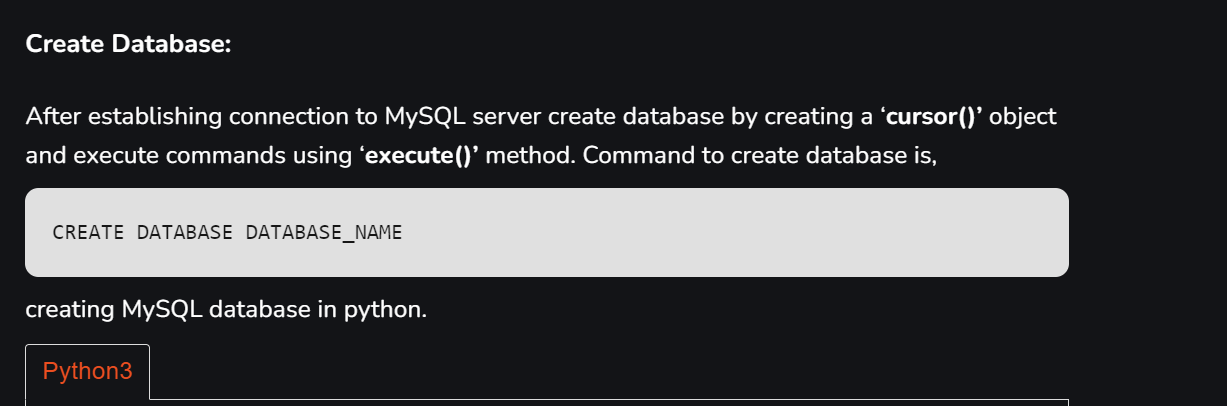 Create Database:
After establishing connection to MySQL server create database by creating a ‘cursor()’ object
and execute commands using ‘execute()’ method. Command to create database is,
CREATE DATABASE DATABASE_NAME
creating MySQL database in python.
Python3